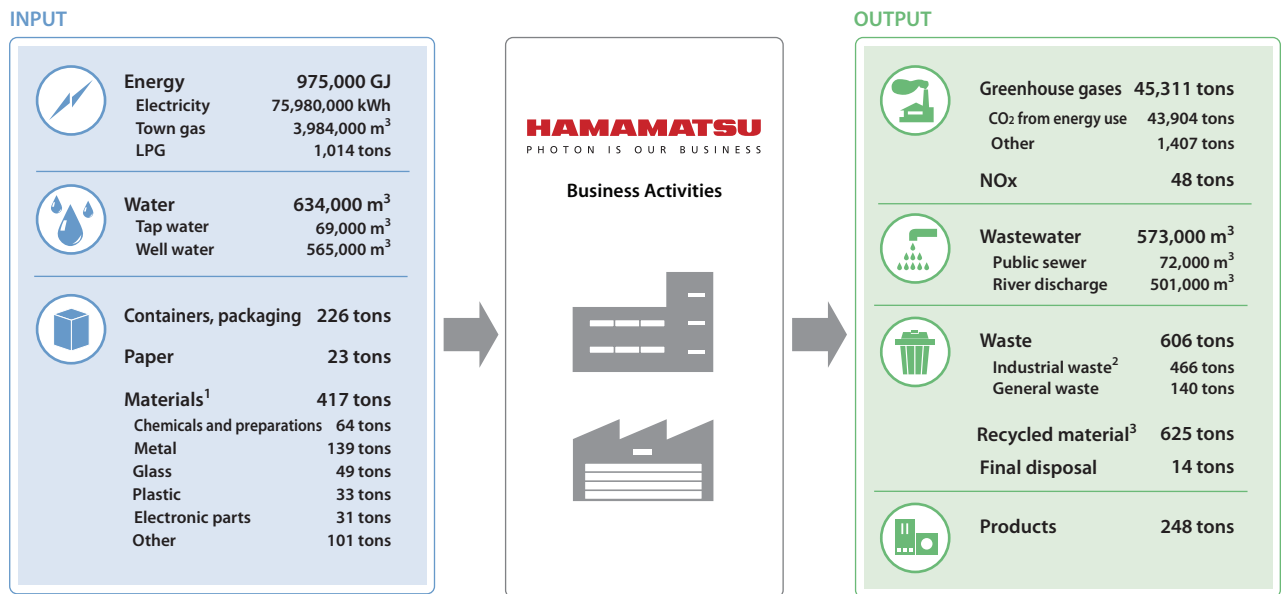 INPUT
Energy 975,000 GJ
Electricity 75,980,000 kWh
Town gas 3,984,000 m³
LPG 1,014 tons
Water 634,000 m³
Tap water 69,000 m³
Well water 565,000 m³
Containers, packaging 226 tons
Paper 23 tons
Materials¹ 417 tons
Chemicals and preparations 64 tons
Metal 139 tons
Glass 49 tons
Plastic 33 tons
Electronic parts 31 tons
Other 101 tons
HAMAMATSU
PHOTON IS OUR BUSINESS
Business Activities
OUTPUT
Greenhouse gases 45,311 tons
CO₂ from energy use 43,904 tons
Other 1,407 tons
NOx 48 tons
Wastewater 573,000 m³
Public sewer 72,000 m³
River discharge 501,000 m³
Waste 606 tons
Industrial waste² 466 tons
General waste 140 tons
Recycled material³ 625 tons
Final disposal 14 tons
Products 248 tons